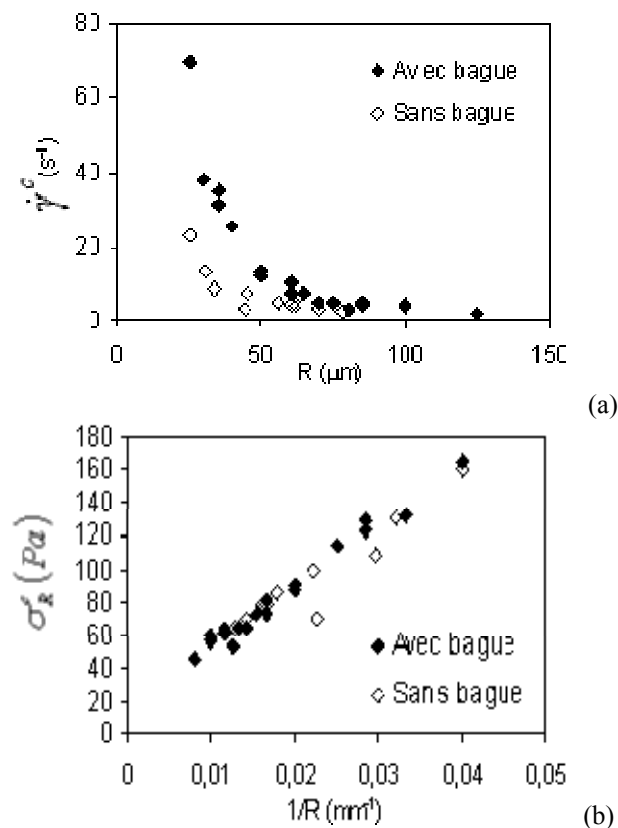 80
60
40
20
0
γ̇ᶜ (s⁻¹)
Avec bague
Sans bague
0 50 100 150
R (µm)
(a)
180
160
140
120
100
80
60
40
20
0
σᶜR (Pa)
Avec bague
Sans bague
0 0,01 0,02 0,03 0,04 0,05
1/R (mm⁻¹)
(b)